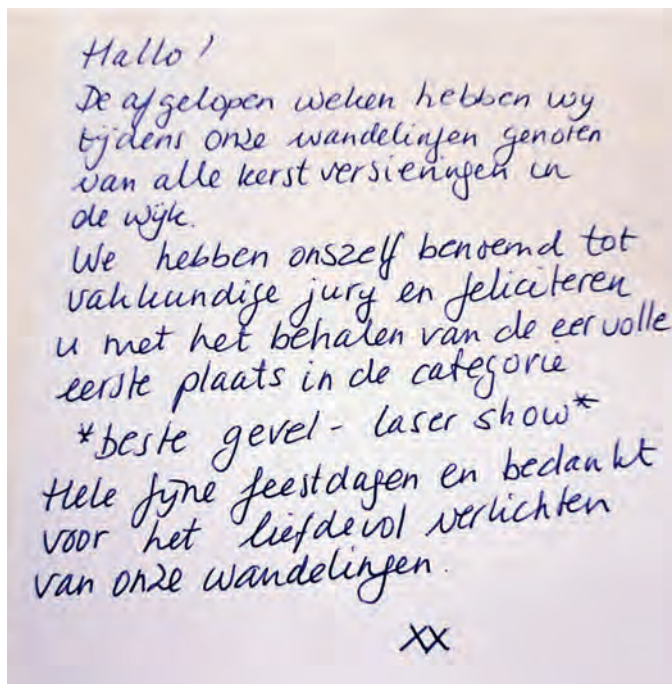 Hallo!
De afgelopen weken hebben wij
tijdens onze wandelingen genoten
van alle kerstversieringen in
de wijk.
We hebben onszelf benoemd tot
vakkundige jury en feliciteren
u met het behalen van de eervolle
eerste plaats in de categorie
*beste gevel - laser show*
Hele fijne feestdagen en bedankt
voor het liefdevol verlichten
van onze wandelingen.
XX